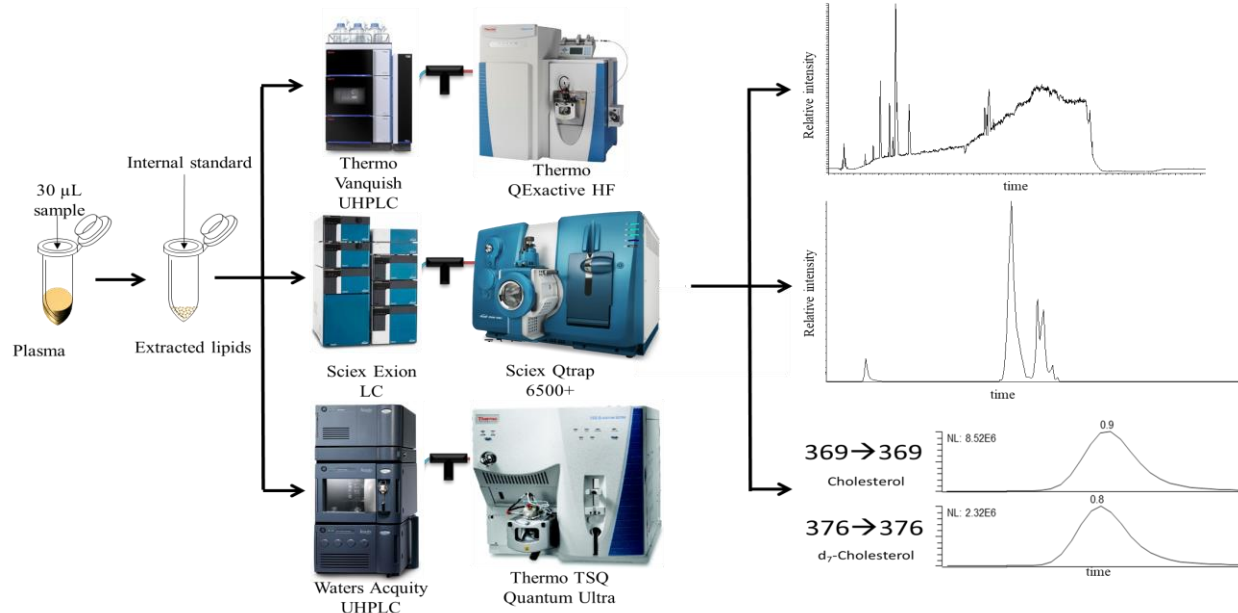 30 µL
sample
Internal standard
Plasma
Extracted lipids
Thermo
Vanquish
UHPLC
Thermo
QExactive HF
Sciex Exion
LC
Sciex Qtrap
6500+
Waters Acquity
UHPLC
Thermo TSQ
Quantum Ultra
Relative intensity
time
Relative intensity
time
369→369
Cholesterol
NL: 8.52E6
0.9
376→376
d₇-Cholesterol
NL: 2.32E6
0.8
time